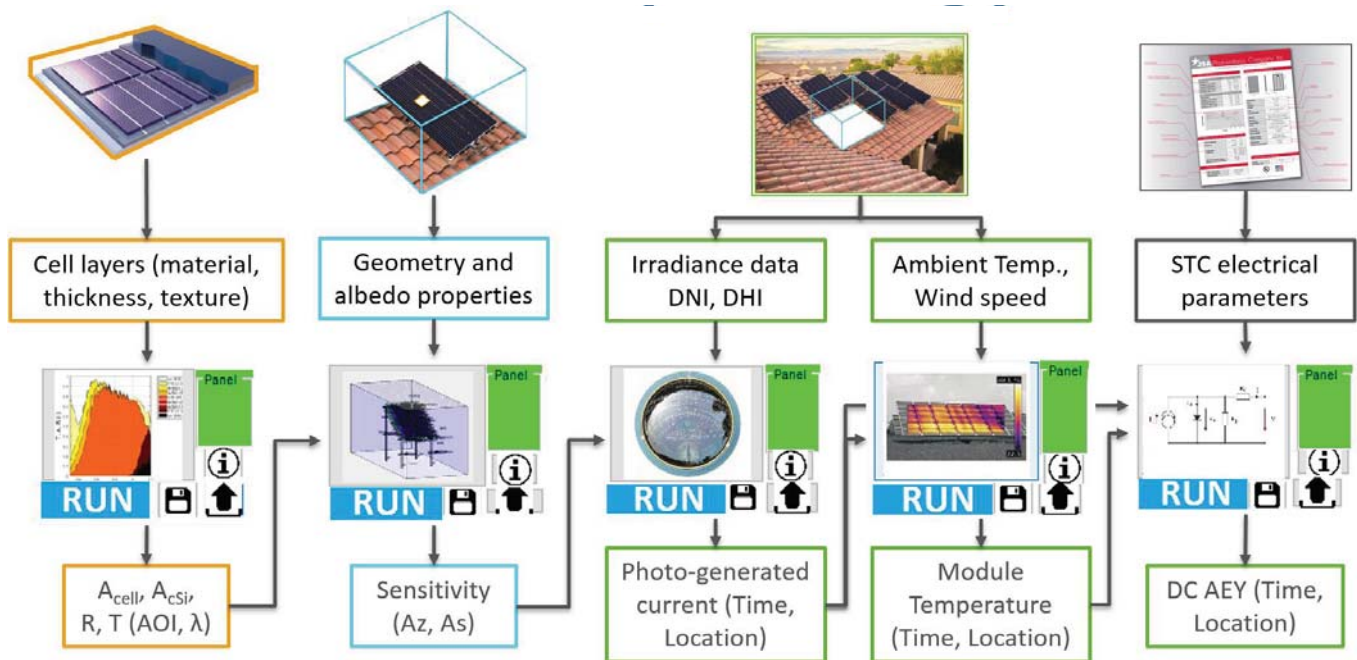 Cell layers (material,
thickness, texture)
Geometry and
albedo properties
Irradiance data
DNI, DHI
Ambient Temp.,
Wind speed
STC electrical
parameters
Panel
RUN
Panel
RUN
Panel
RUN
Panel
RUN
Panel
RUN
A_cell, A_cSi,
R, T (AOI, λ)
Sensitivity
(Az, As)
Photo-generated
current (Time,
Location)
Module
Temperature
(Time, Location)
DC AEY (Time,
Location)